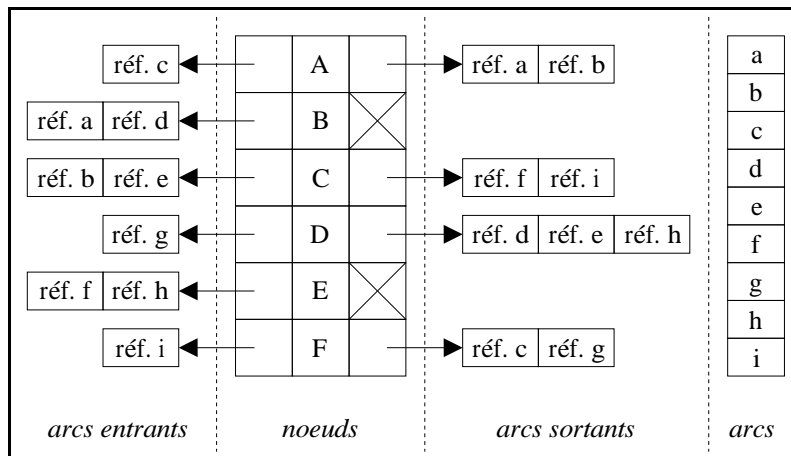 réf. c A réf. a réf. b a
b
réf. a réf. d B c
réf. b réf. e C réf. f réf. i d
e
réf. g D réf. d réf. e réf. h f
réf. f réf. h E g
h
réf. i F réf. c réf. g i
arcs entrants noeuds arcs sortants arcs